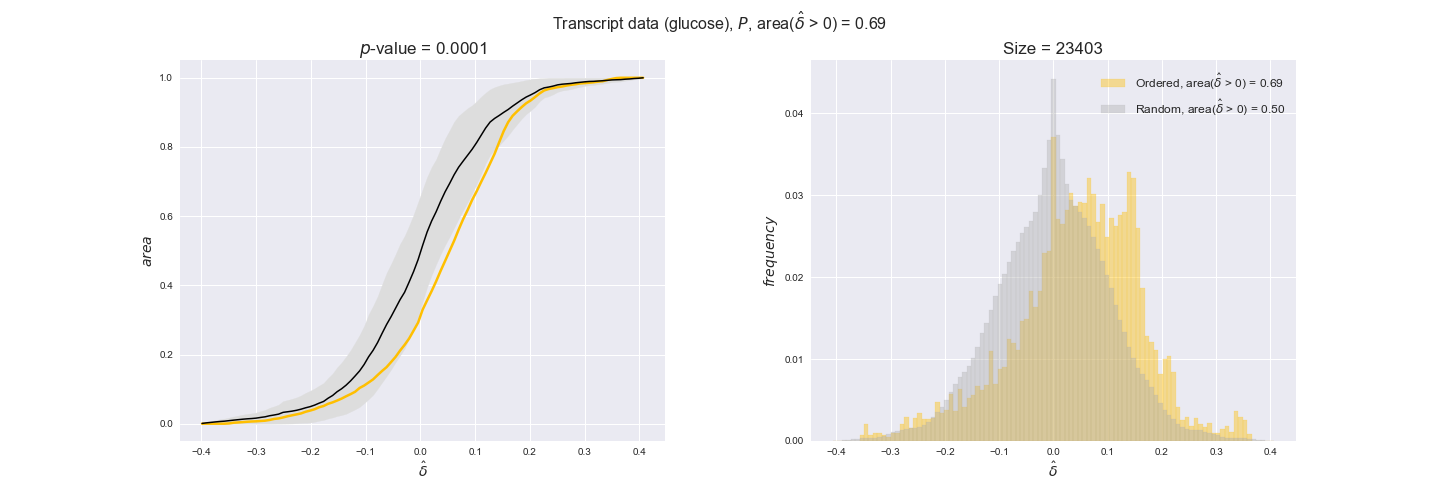 Transcript data (glucose), P, area(δ̂ > 0) = 0.69
p-value = 0.0001
1.0
0.8
0.6
0.4
0.2
0.0
area
−0.4 −0.3 −0.2 −0.1 0.0 0.1 0.2 0.3 0.4
δ̂
Size = 23403
Ordered, area(δ̂ > 0) = 0.69
Random, area(δ̂ > 0) = 0.50
0.04
0.03
0.02
0.01
0.00
frequency
−0.4 −0.3 −0.2 −0.1 0.0 0.1 0.2 0.3 0.4
δ̂